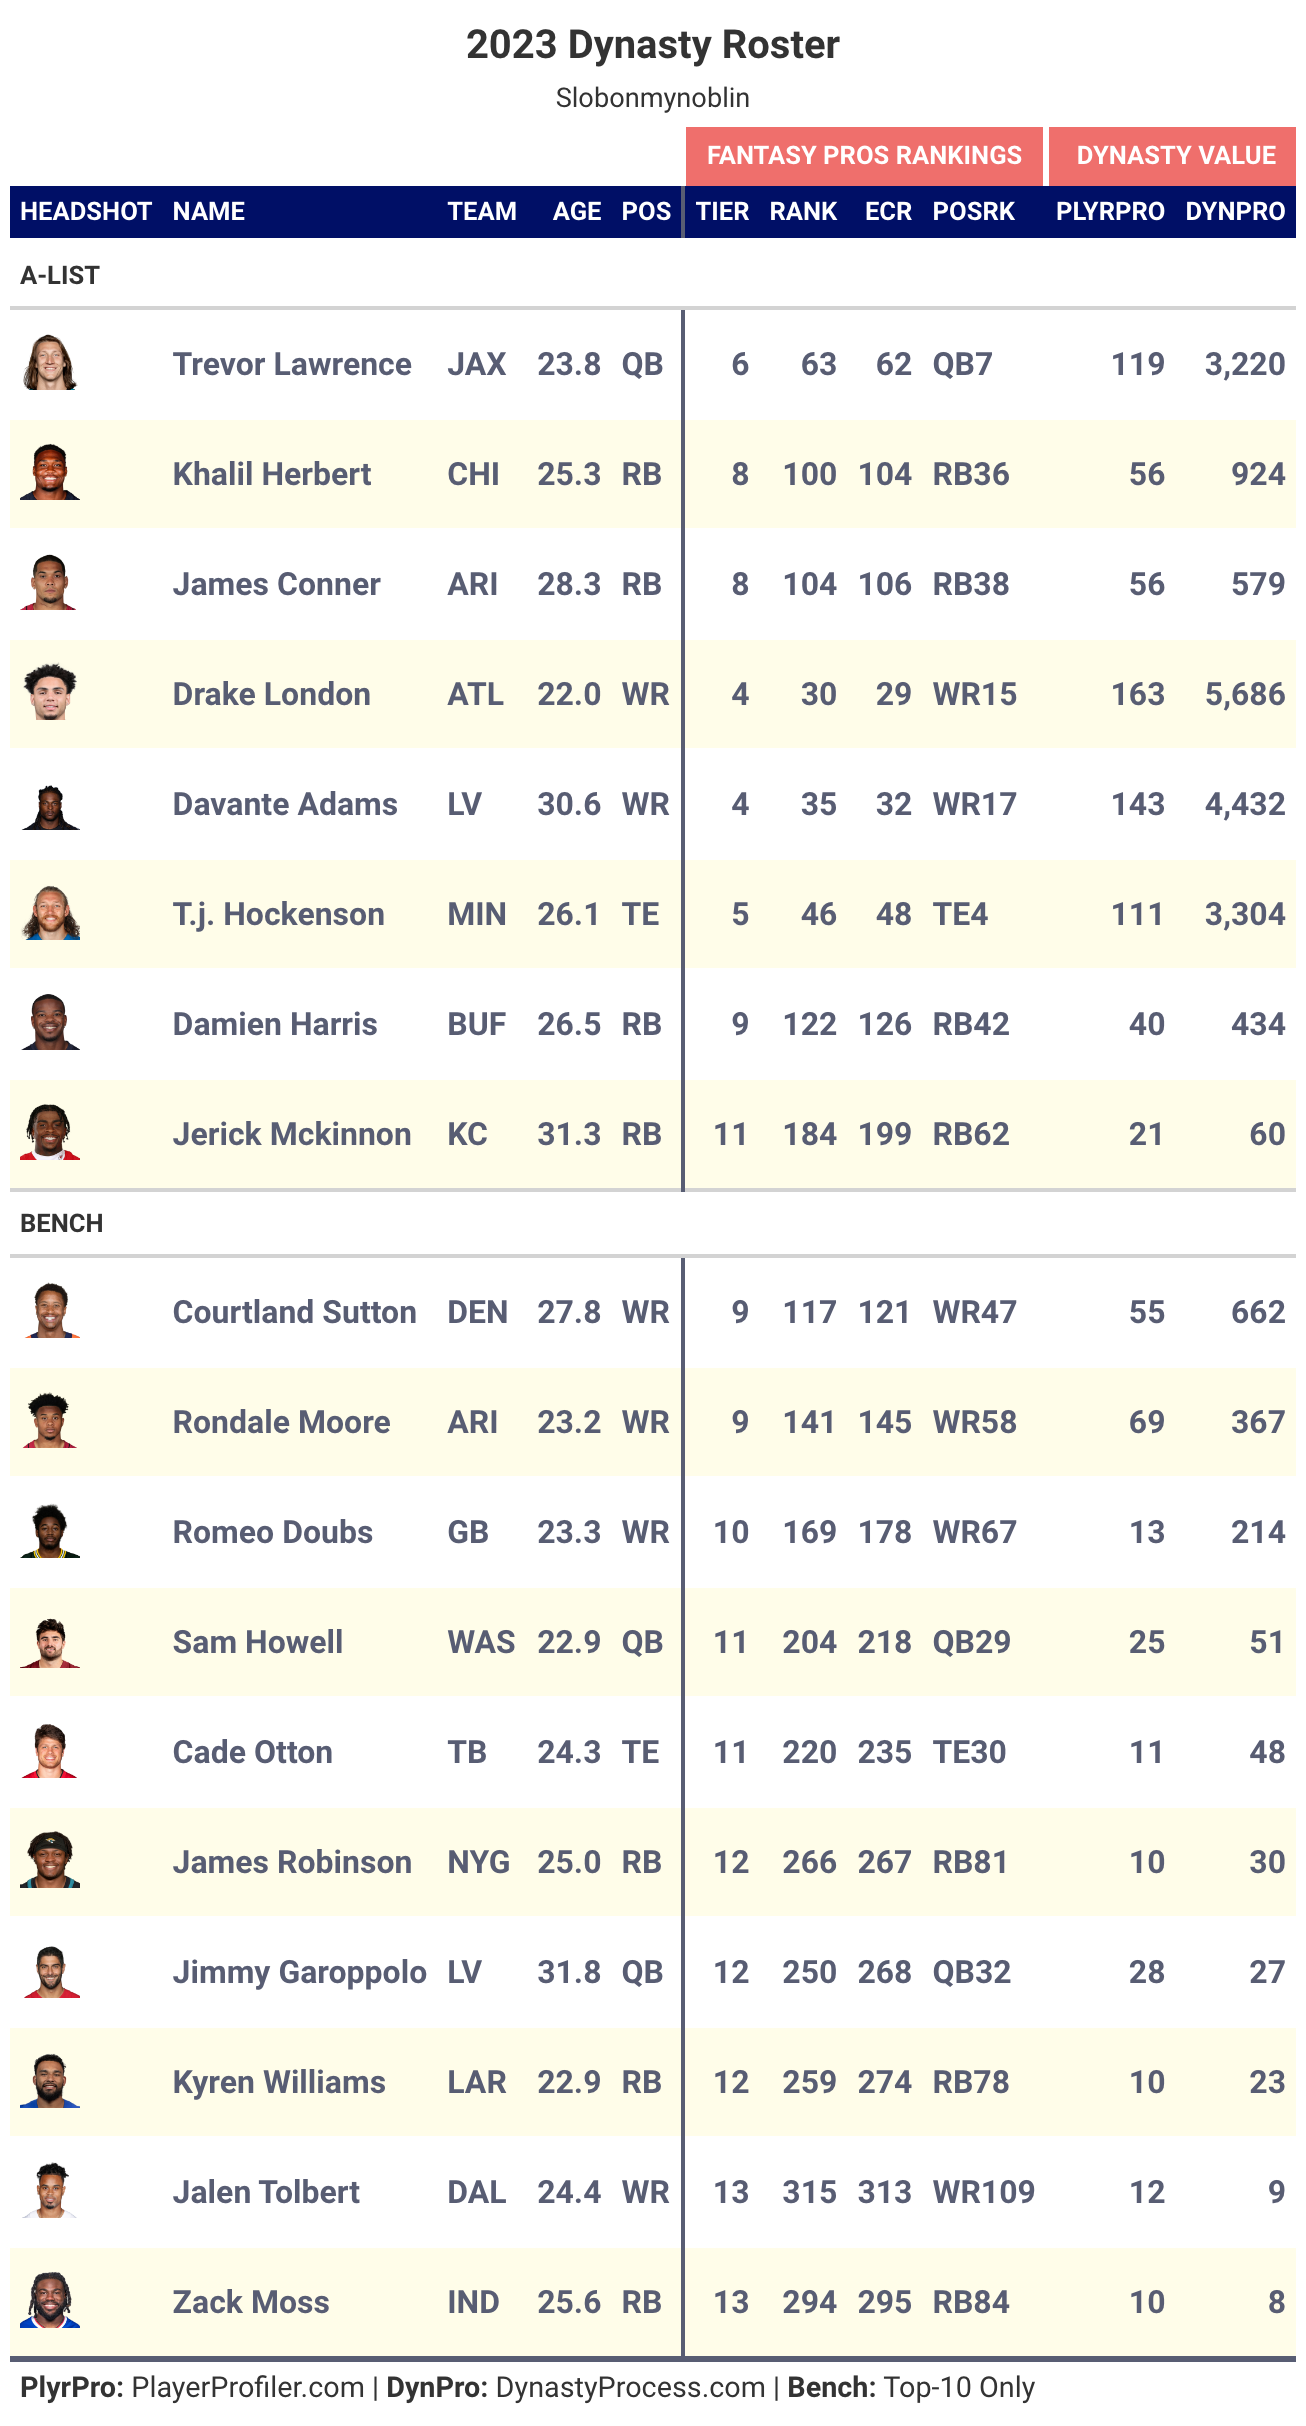 2023 Dynasty Roster
Slobonmynoblin
FANTASY PROS RANKINGS DYNASTY VALUE
HEADSHOT NAME TEAM AGE POS TIER RANK ECR POSRK PLYRPRO DYNPRO
A-LIST
Trevor Lawrence JAX 23.8 QB 6 63 62 QB7 119 3,220
Khalil Herbert CHI 25.3 RB 8 100 104 RB36 56 924
James Conner ARI 28.3 RB 8 104 106 RB38 56 579
Drake London ATL 22.0 WR 4 30 29 WR15 163 5,686
Davante Adams LV 30.6 WR 4 35 32 WR17 143 4,432
T.j. Hockenson MIN 26.1 TE 5 46 48 TE4 111 3,304
Damien Harris BUF 26.5 RB 9 122 126 RB42 40 434
Jerick Mckinnon KC 31.3 RB 11 184 199 RB62 21 60
BENCH
Courtland Sutton DEN 27.8 WR 9 117 121 WR47 55 662
Rondale Moore ARI 23.2 WR 9 141 145 WR58 69 367
Romeo Doubs GB 23.3 WR 10 169 178 WR67 13 214
Sam Howell WAS 22.9 QB 11 204 218 QB29 25 51
Cade Otton TB 24.3 TE 11 220 235 TE30 11 48
James Robinson NYG 25.0 RB 12 266 267 RB81 10 30
Jimmy Garoppolo LV 31.8 QB 12 250 268 QB32 28 27
Kyren Williams LAR 22.9 RB 12 259 274 RB78 10 23
Jalen Tolbert DAL 24.4 WR 13 315 313 WR109 12 9
Zack Moss IND 25.6 RB 13 294 295 RB84 10 8
PlyrPro: PlayerProfiler.com | DynPro: DynastyProcess.com | Bench: Top-10 Only